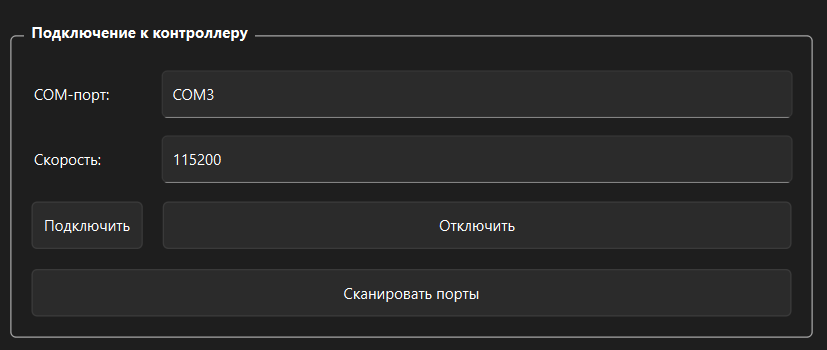 Подключение к контроллеру
COM-порт:
COM3
Скорость:
115200
Подключить
Отключить
Сканировать порты